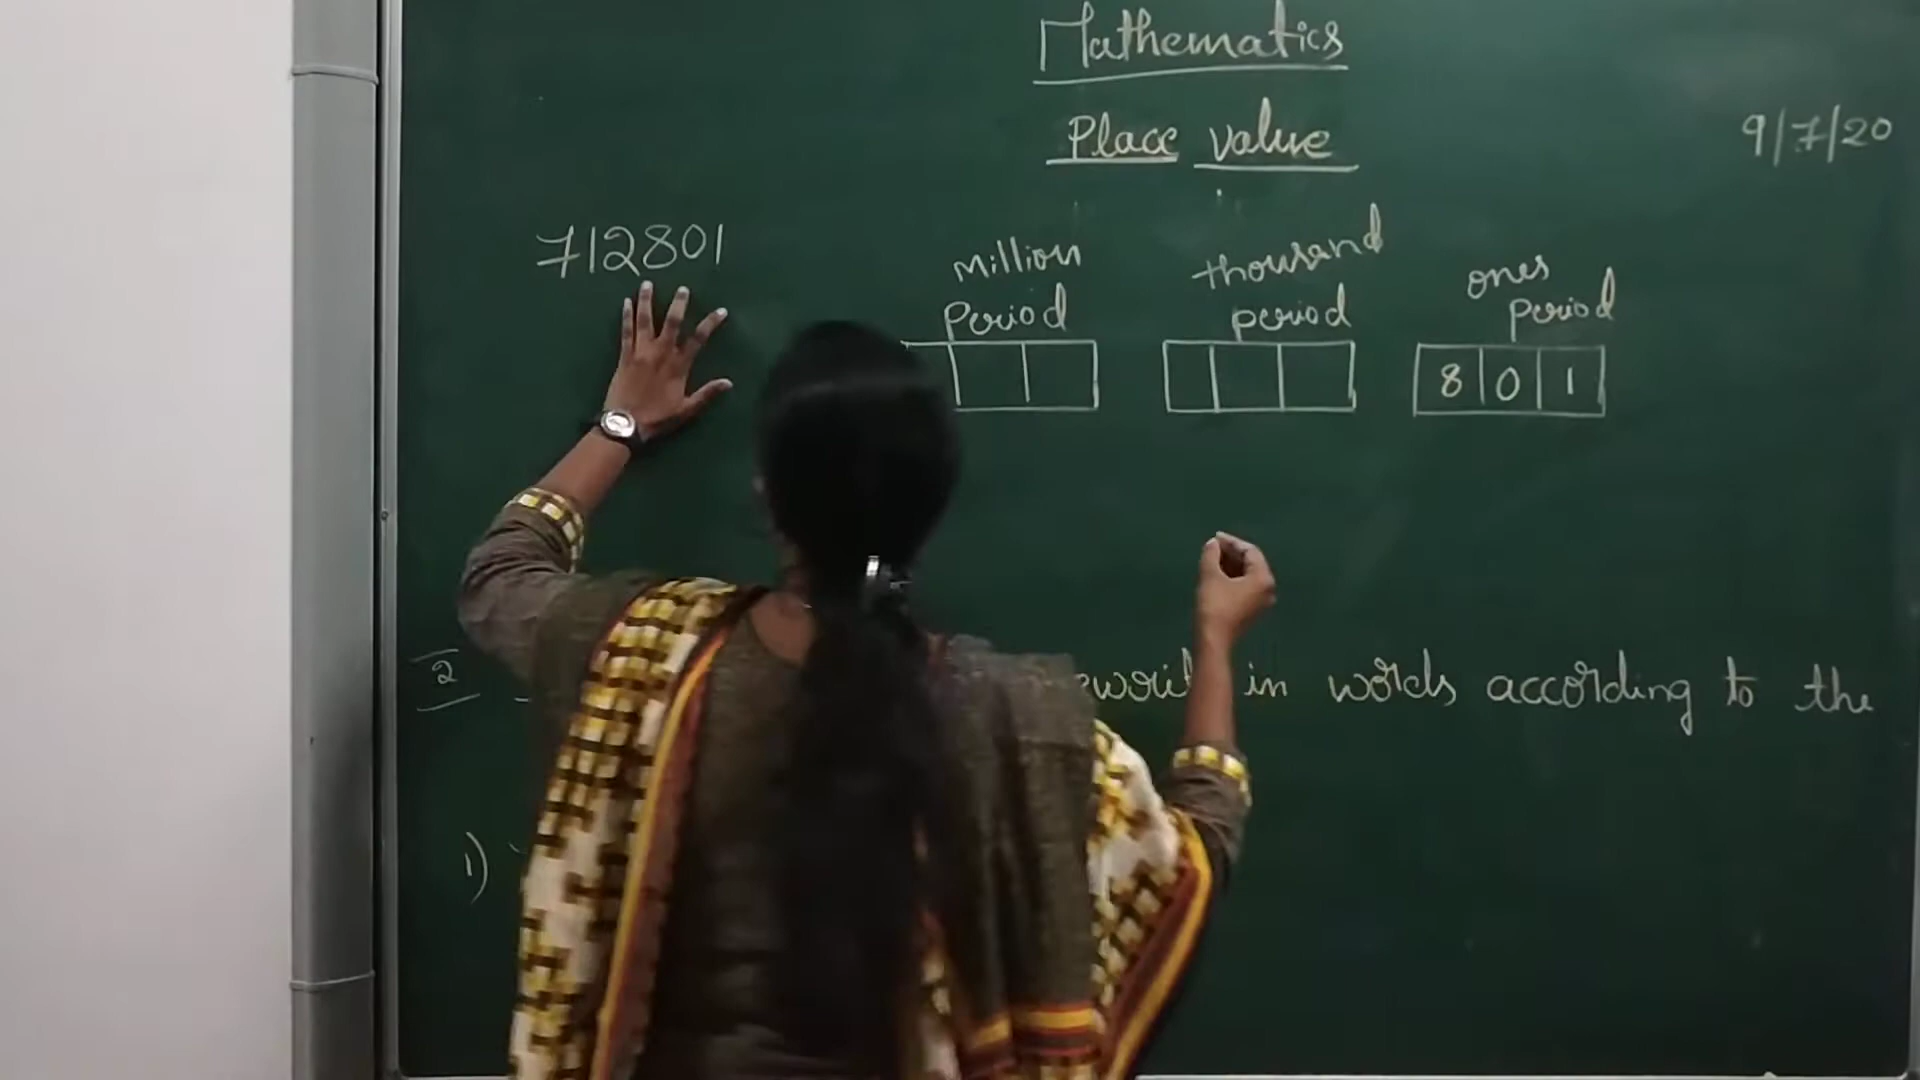 Mathematics
Place value
9/7/20
712801
million period
thousand period
ones period
8 0 1
2 in words according to the
1)